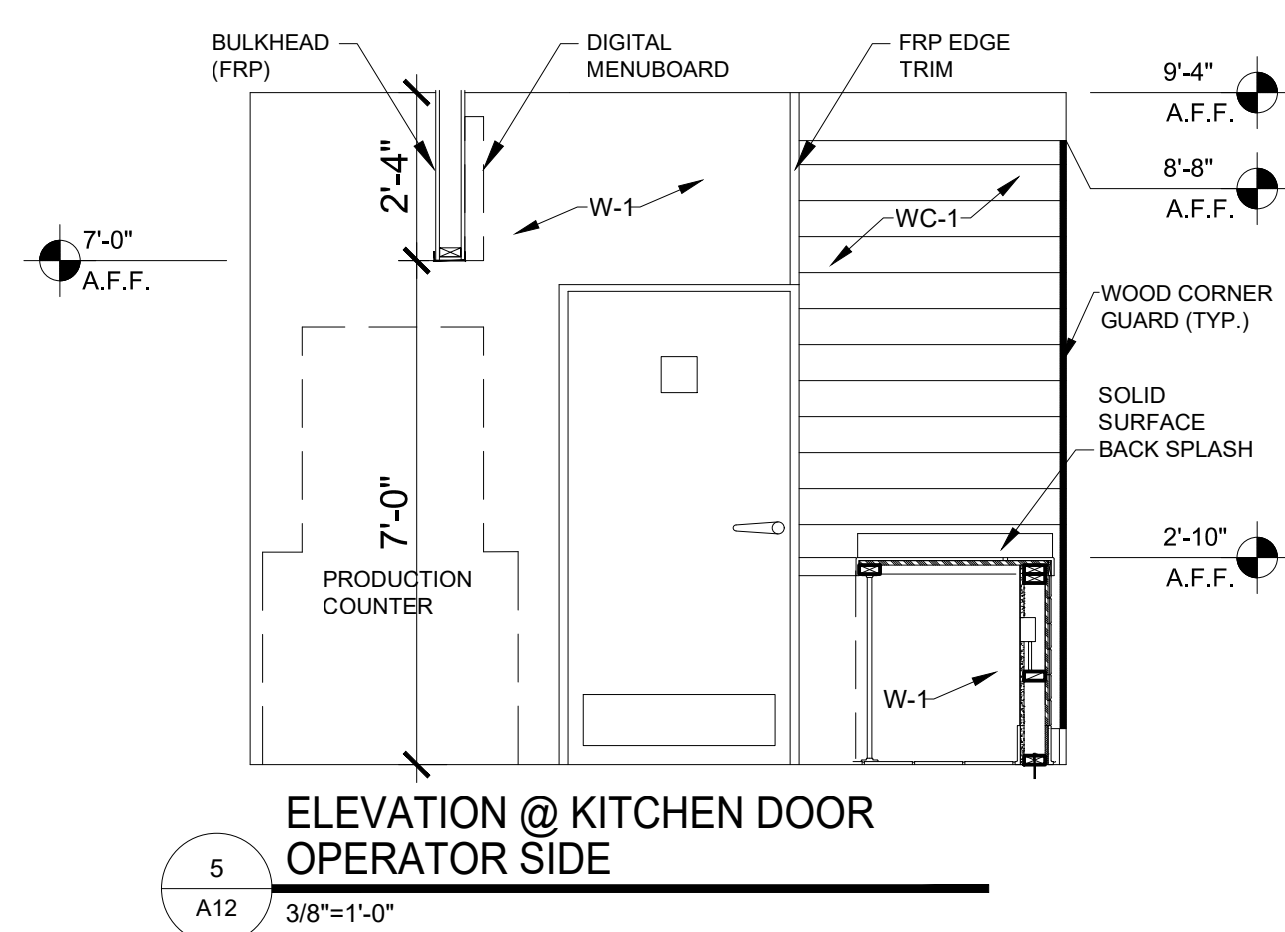 BULKHEAD
(FRP)
DIGITAL
MENUBOARD
FRP EDGE
TRIM
9'-4"
A.F.F.
8'-8"
A.F.F.
2'-4"
W-1
WC-1
7'-0"
A.F.F.
WOOD CORNER
GUARD (TYP.)
SOLID
SURFACE
BACK SPLASH
7'-0"
2'-10"
A.F.F.
PRODUCTION
COUNTER
W-1
ELEVATION @ KITCHEN DOOR
OPERATOR SIDE
5
A12
3/8"=1'-0"